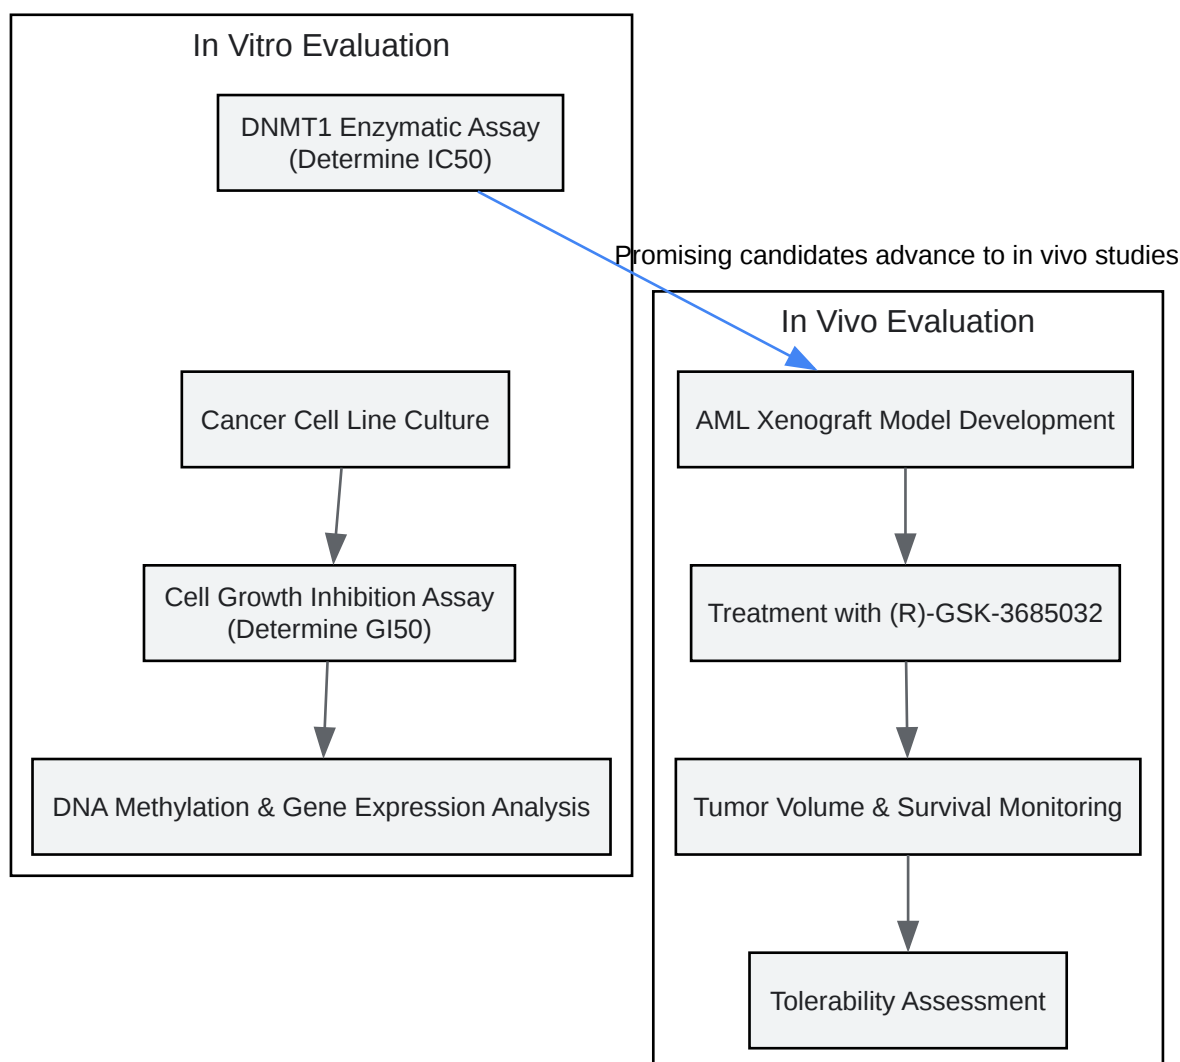 In Vitro Evaluation
DNMT1 Enzymatic Assay
(Determine IC50)
Promising candidates advance to in vivo studies
In Vivo Evaluation
Cancer Cell Line Culture
AML Xenograft Model Development
Cell Growth Inhibition Assay
(Determine GI50)
Treatment with (R)-GSK-3685032
DNA Methylation & Gene Expression Analysis
Tumor Volume & Survival Monitoring
Tolerability Assessment